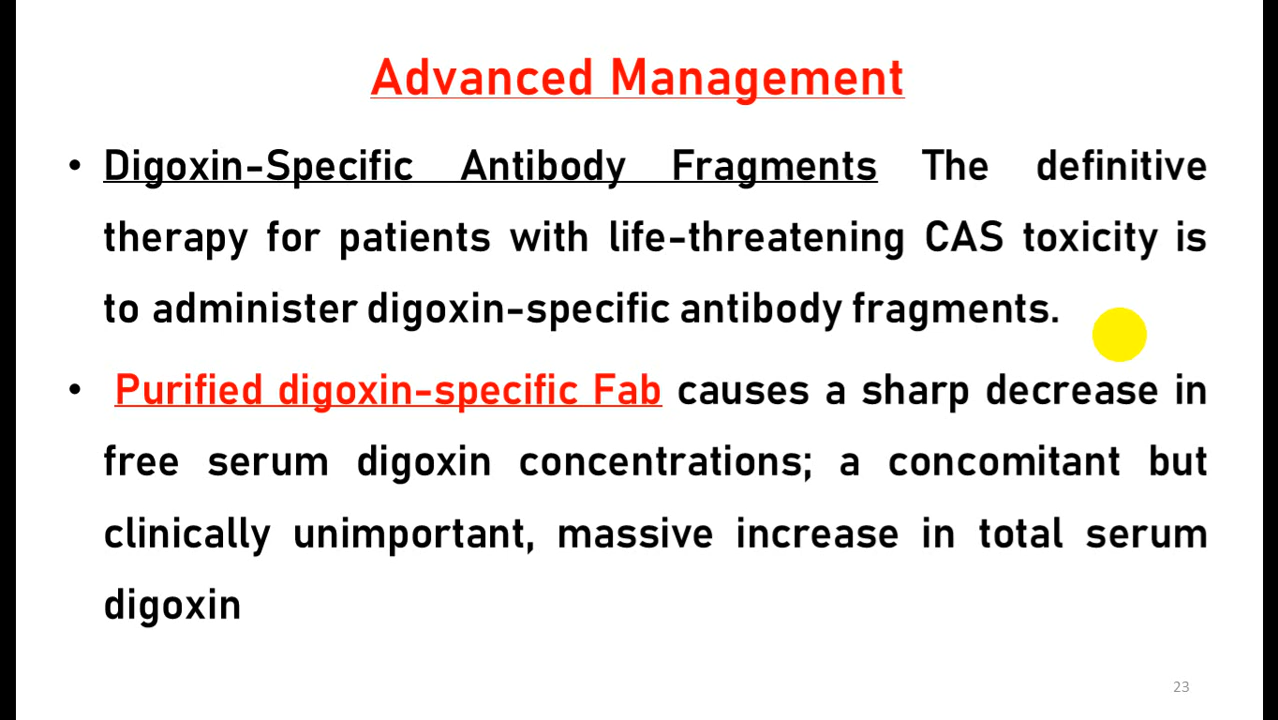 Advanced Management
• Digoxin-Specific Antibody Fragments The definitive
therapy for patients with life-threatening CAS toxicity is
to administer digoxin-specific antibody fragments.
• Purified digoxin-specific Fab causes a sharp decrease in
free serum digoxin concentrations; a concomitant but
clinically unimportant, massive increase in total serum
digoxin
23